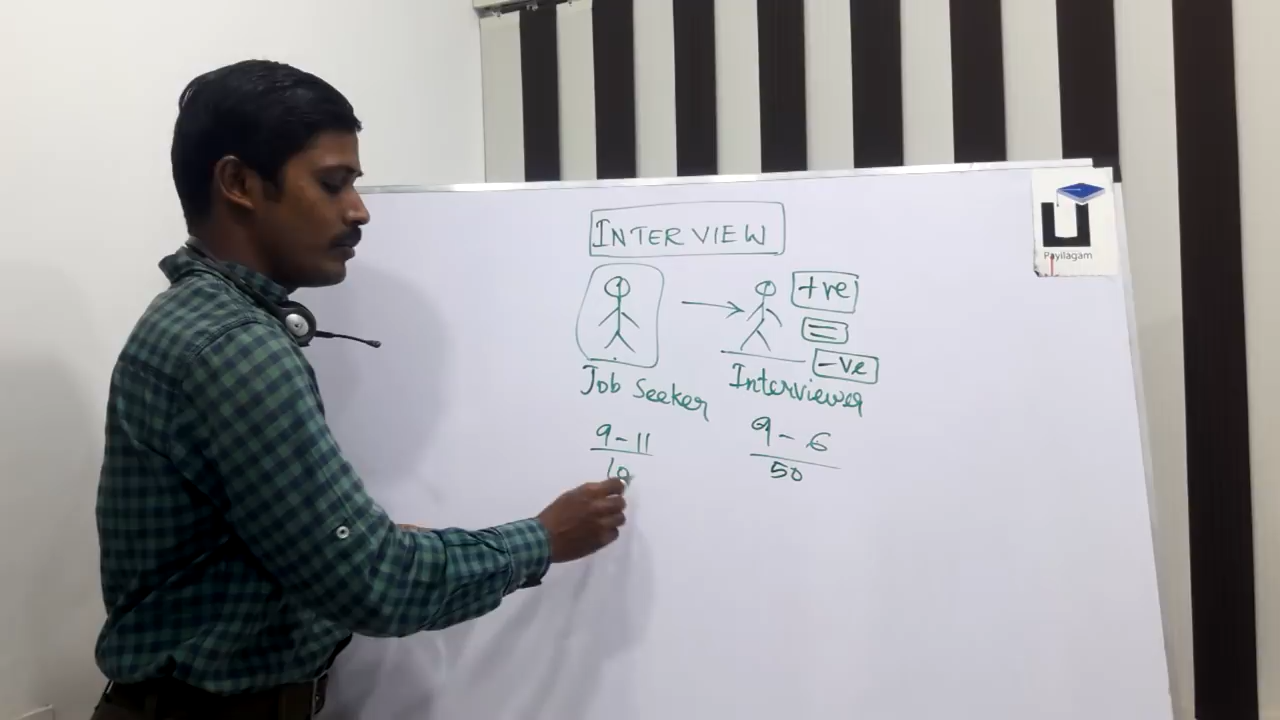 INTERVIEW
+ve
=
-ve
Job Seeker
Interviewer
9-11
10
9-6
50
Payilagam